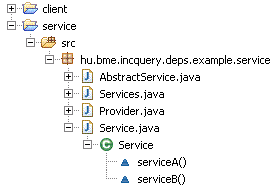 client
service
src
hu.bme.incquery.deps.example.service
AbstractService.java
Services.java
Provider.java
Service.java
Service
serviceA()
serviceB()